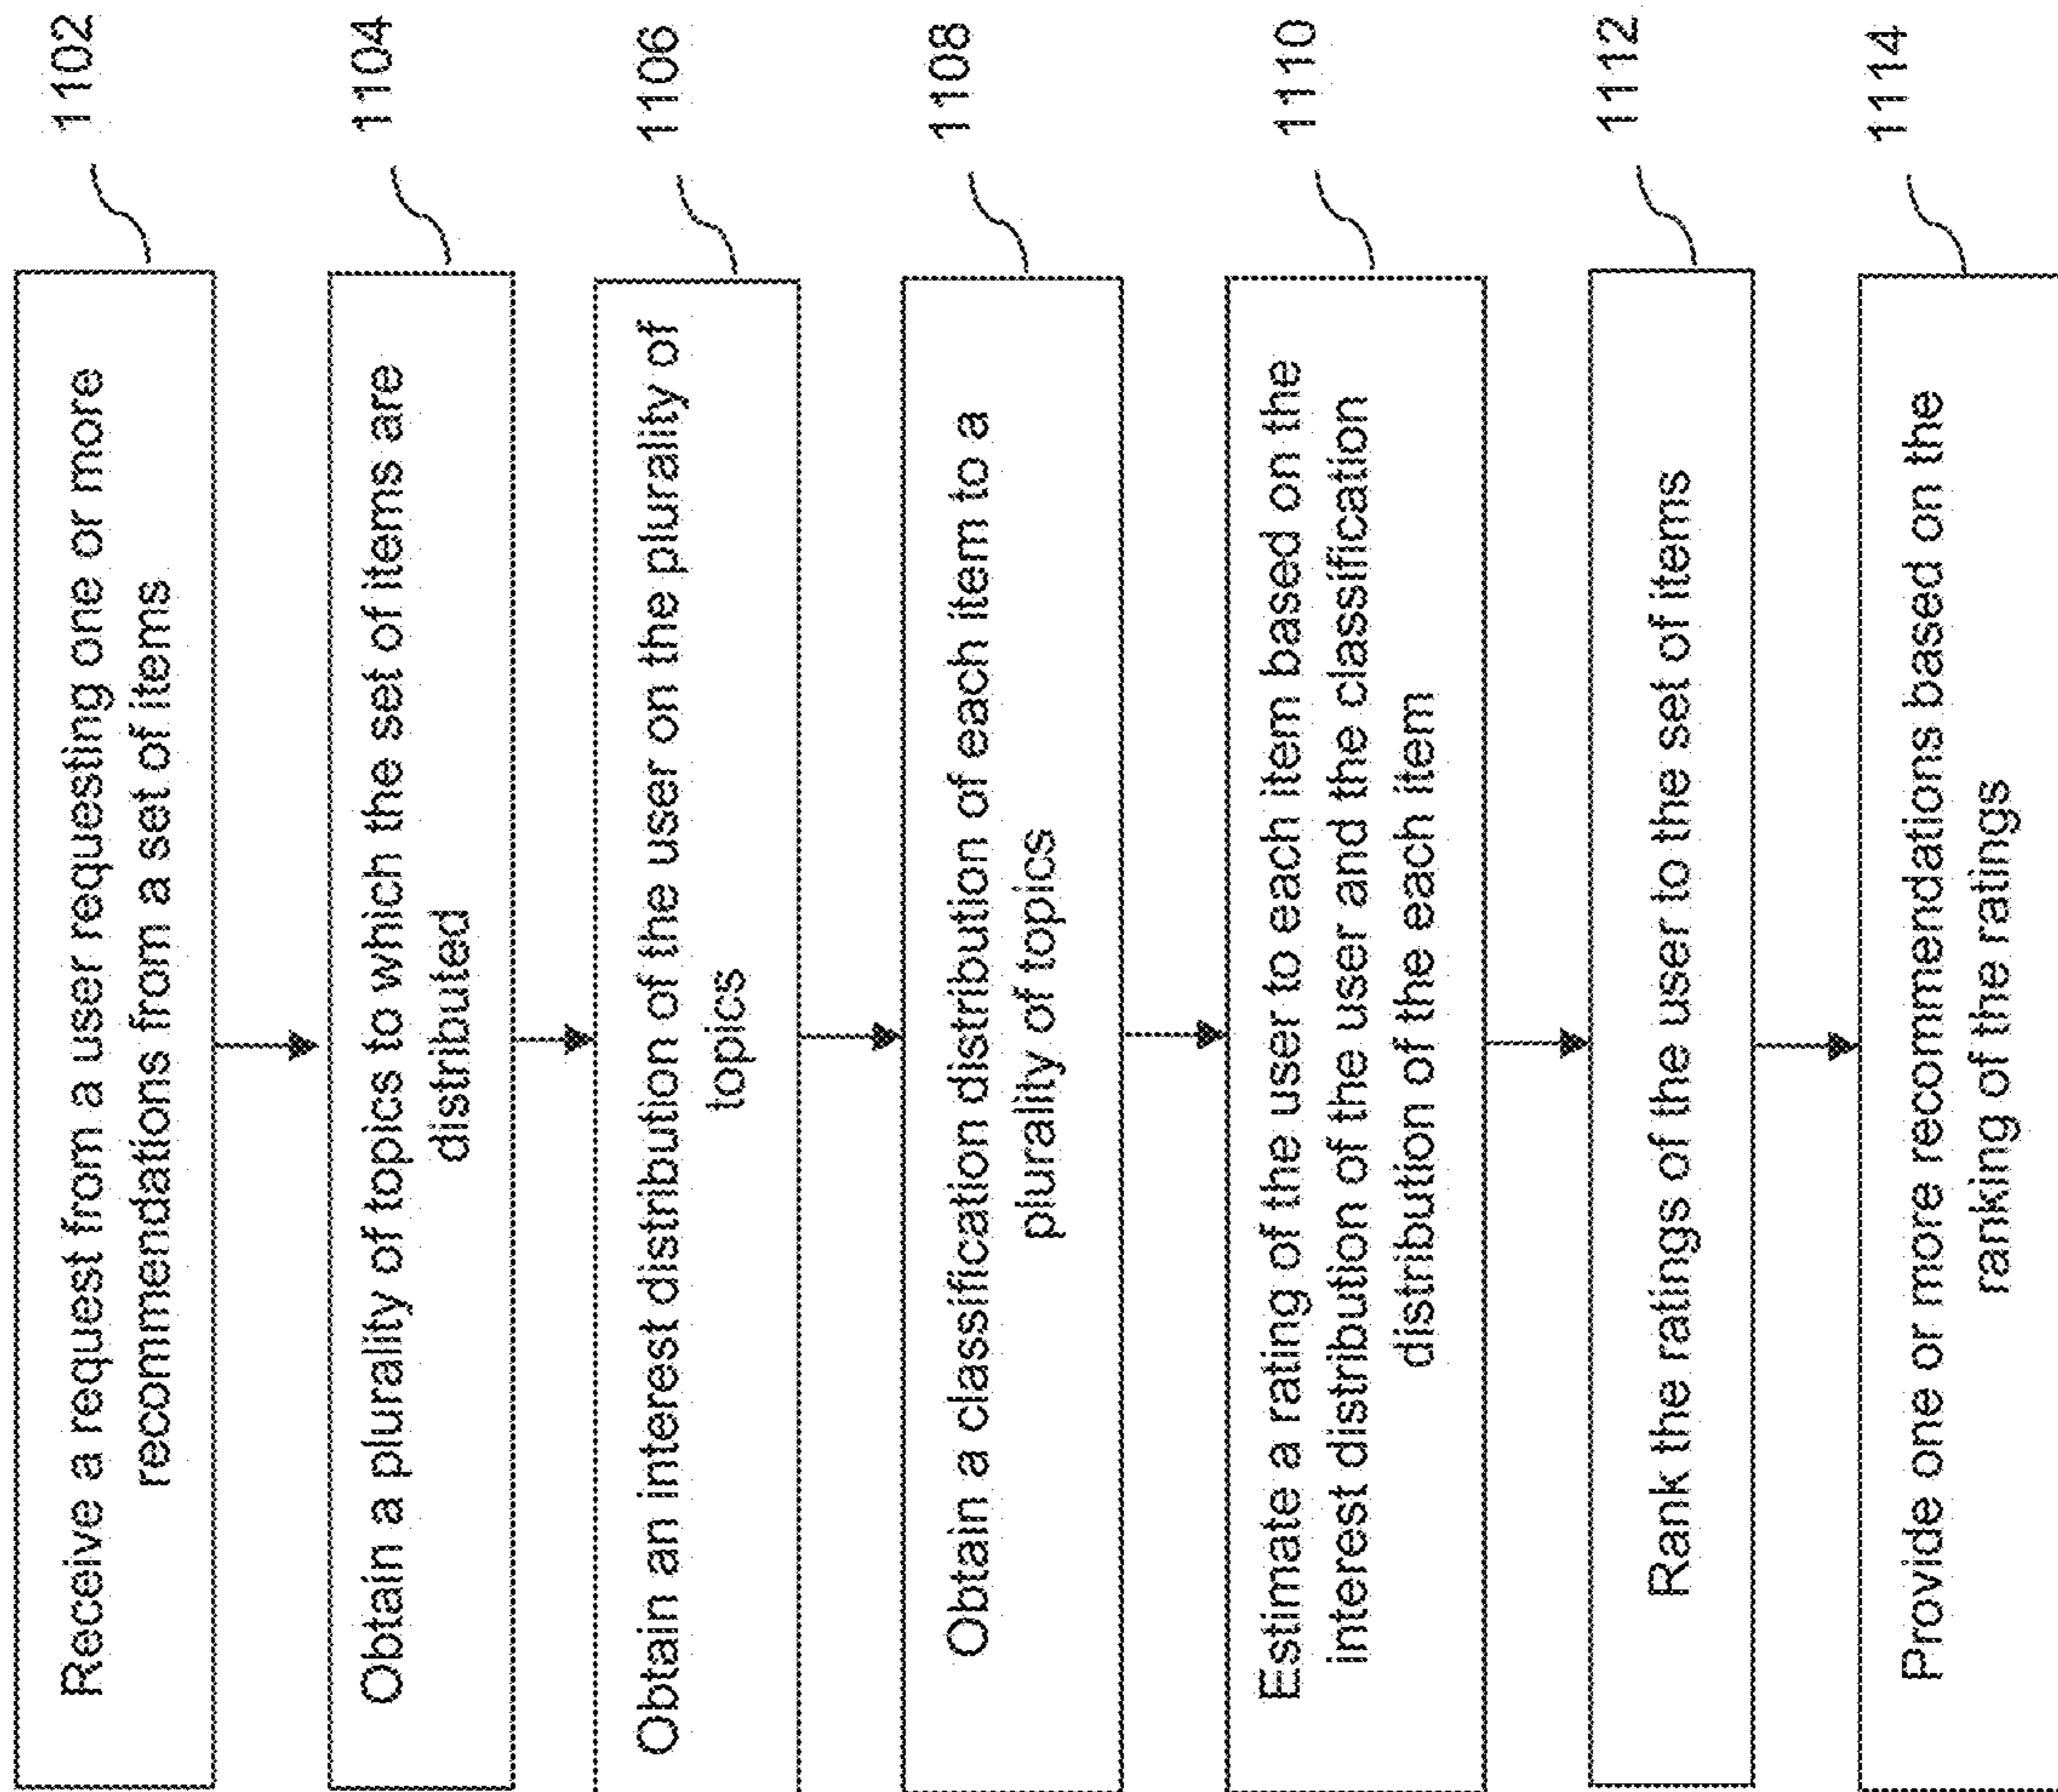 Receive a request from a user requesting one or more
recommendations from a set of items
1102
Obtain a plurality of topics to which the set of items are
distributed
1104
Obtain an interest distribution of the user on the plurality of
topics
1106
Obtain a classification distribution of each item to a
plurality of topics
1108
Estimate a rating of the user to each item based on the
interest distribution of the user and the classification
distribution of the each item
1110
Rank the ratings of the user to the set of items
1112
Provide one or more recommendations based on the
ranking of the ratings
1114